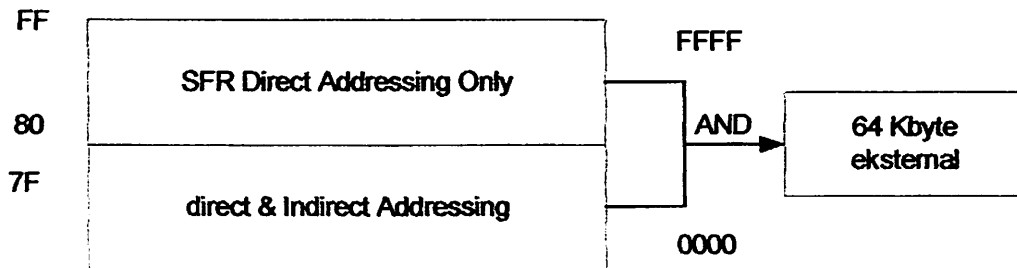 FF
SFR Direct Addressing Only
80
7F
direct & Indirect Addressing
FFFF
AND
0000
64 Kbyte
eksternal